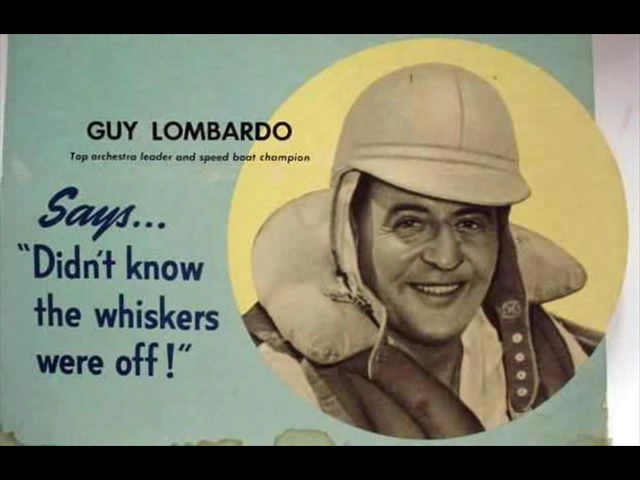 GUY LOMBARDO
Top orchestra leader and speed boat champion
Says...
"Didn't know
the whiskers
were off!"